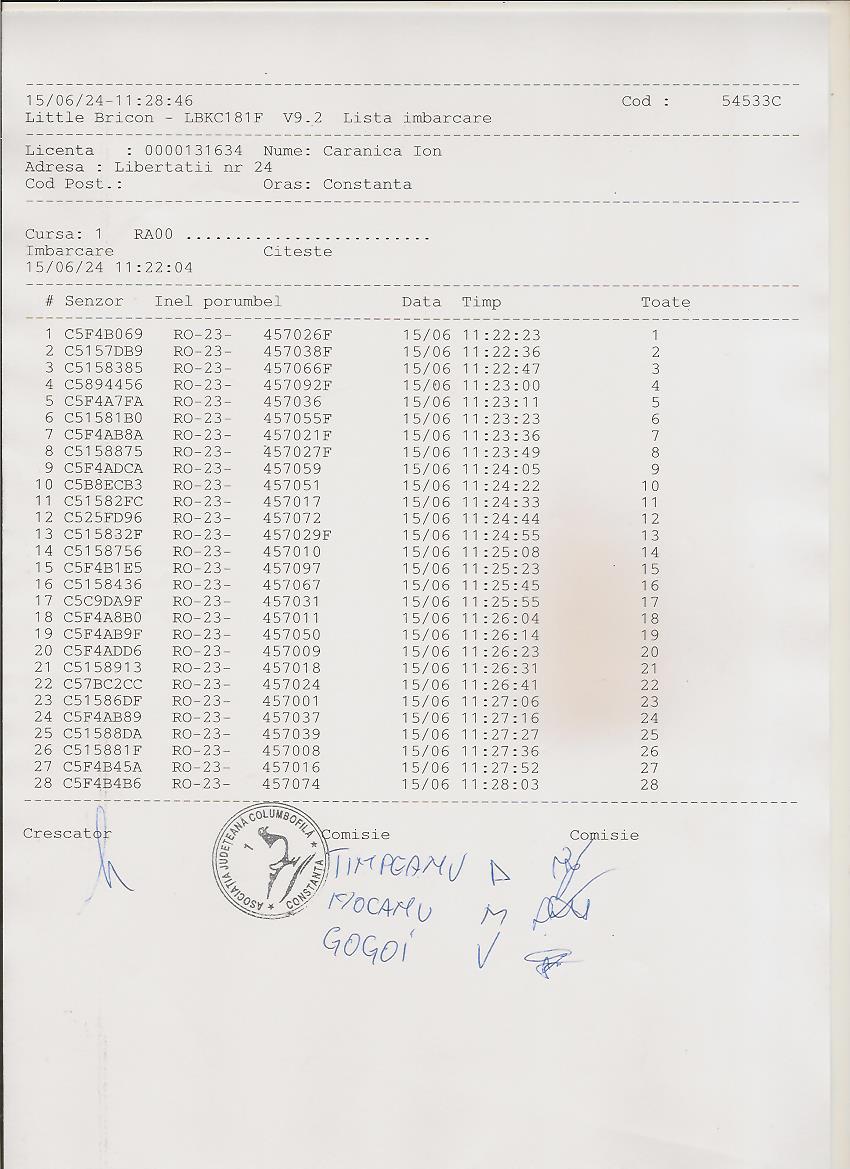 15/06/24-11:28:46 Cod : 54533C
Little Bricon - LBKC181F V9.2 Lista imbarcare
Licenta : 0000131634 Nume: Caranica Ion
Adresa : Libertatii nr 24
Cod Post.: Oras: Constanta
Cursa: 1 RA00 .........................
Imbarcare Citeste
15/06/24 11:22:04
# Senzor Inel porumbel Data Timp Toate
1 C5F4B069 RO-23- 457026F 15/06 11:22:23 1
2 C5157DB9 RO-23- 457038F 15/06 11:22:36 2
3 C5158385 RO-23- 457066F 15/06 11:22:47 3
4 C5894456 RO-23- 457092F 15/06 11:23:00 4
5 C5F4A7FA RO-23- 457036 15/06 11:23:11 5
6 C51581B0 RO-23- 457055F 15/06 11:23:23 6
7 C5F4AB8A RO-23- 457021F 15/06 11:23:36 7
8 C5158875 RO-23- 457027F 15/06 11:23:49 8
9 C5F4ADCA RO-23- 457059 15/06 11:24:05 9
10 C5B8ECB3 RO-23- 457051 15/06 11:24:22 10
11 C51582FC RO-23- 457017 15/06 11:24:33 11
12 C525FD96 RO-23- 457072 15/06 11:24:44 12
13 C515832F RO-23- 457029F 15/06 11:24:55 13
14 C5158756 RO-23- 457010 15/06 11:25:08 14
15 C5F4B1E5 RO-23- 457097 15/06 11:25:23 15
16 C5158436 RO-23- 457067 15/06 11:25:45 16
17 C5C9DA9F RO-23- 457031 15/06 11:25:55 17
18 C5F4A8B0 RO-23- 457011 15/06 11:26:04 18
19 C5F4AB9F RO-23- 457050 15/06 11:26:14 19
20 C5F4ADD6 RO-23- 457009 15/06 11:26:23 20
21 C5158913 RO-23- 457018 15/06 11:26:31 21
22 C57BC2CC RO-23- 457024 15/06 11:26:41 22
23 C51586DF RO-23- 457001 15/06 11:27:06 23
24 C5F4AB89 RO-23- 457037 15/06 11:27:16 24
25 C51588DA RO-23- 457039 15/06 11:27:27 25
26 C515881F RO-23- 457008 15/06 11:27:36 26
27 C5F4B45A RO-23- 457016 15/06 11:27:52 27
28 C5F4B4B6 RO-23- 457074 15/06 11:28:03 28
Crescator Comisie Comisie
ASOCIAȚIA JUDEȚEANĂ COLUMBOFILĂ ★ CONSTANTA ★
1
TIMPEANU D
MOCANU M
GOGOI V